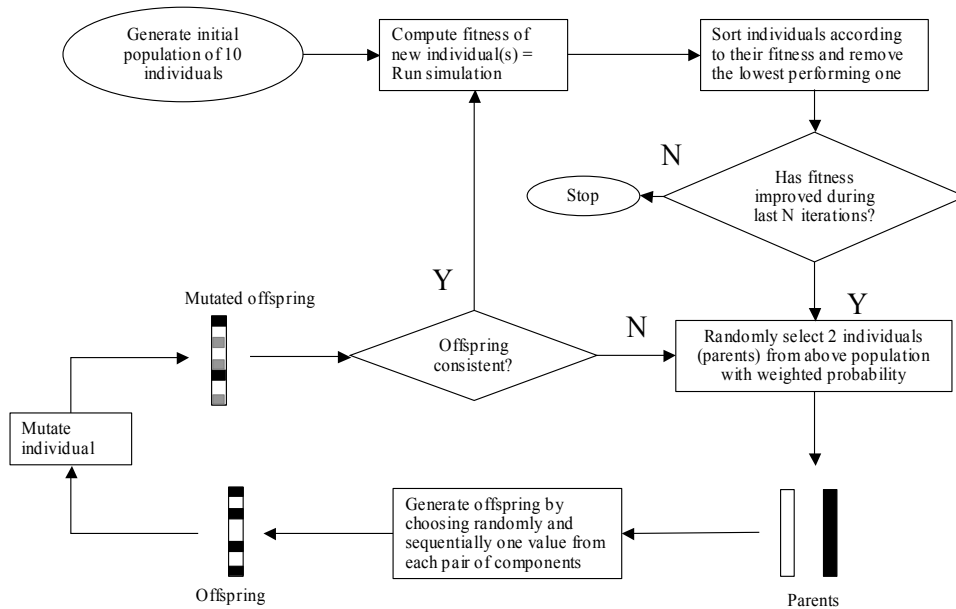 Generate initial
population of 10
individuals
Compute fitness of
new individual(s) =
Run simulation
Sort individuals according
to their fitness and remove
the lowest performing one
N
Has fitness
improved during
last N iterations?
Stop
Y
Mutated offspring
Y
N
Offspring
consistent?
Randomly select 2 individuals
(parents) from above population
with weighted probability
Mutate
individual
Generate offspring by
choosing randomly and
sequentially one value from
each pair of components
Offspring
Parents